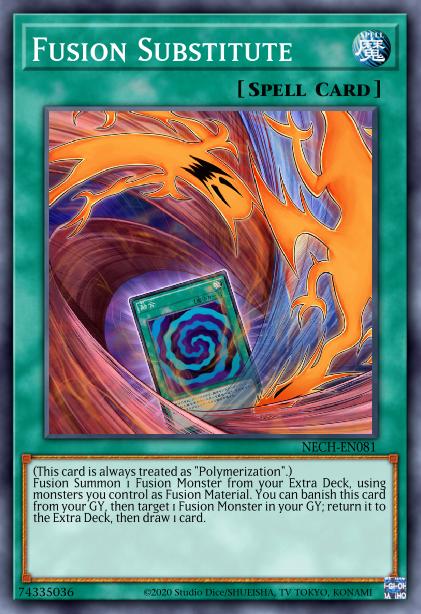 Fusion Substitute
SPELL
魔
[Spell Card]
融合
NECH-EN081
(This card is always treated as "Polymerization".)
Fusion Summon 1 Fusion Monster from your Extra Deck, using
monsters you control as Fusion Material. You can banish this card
from your GY, then target 1 Fusion Monster in your GY; return it to
the Extra Deck, then draw 1 card.
74335036
©2020 Studio Dice/SHUEISHA, TV TOKYO, KONAMI